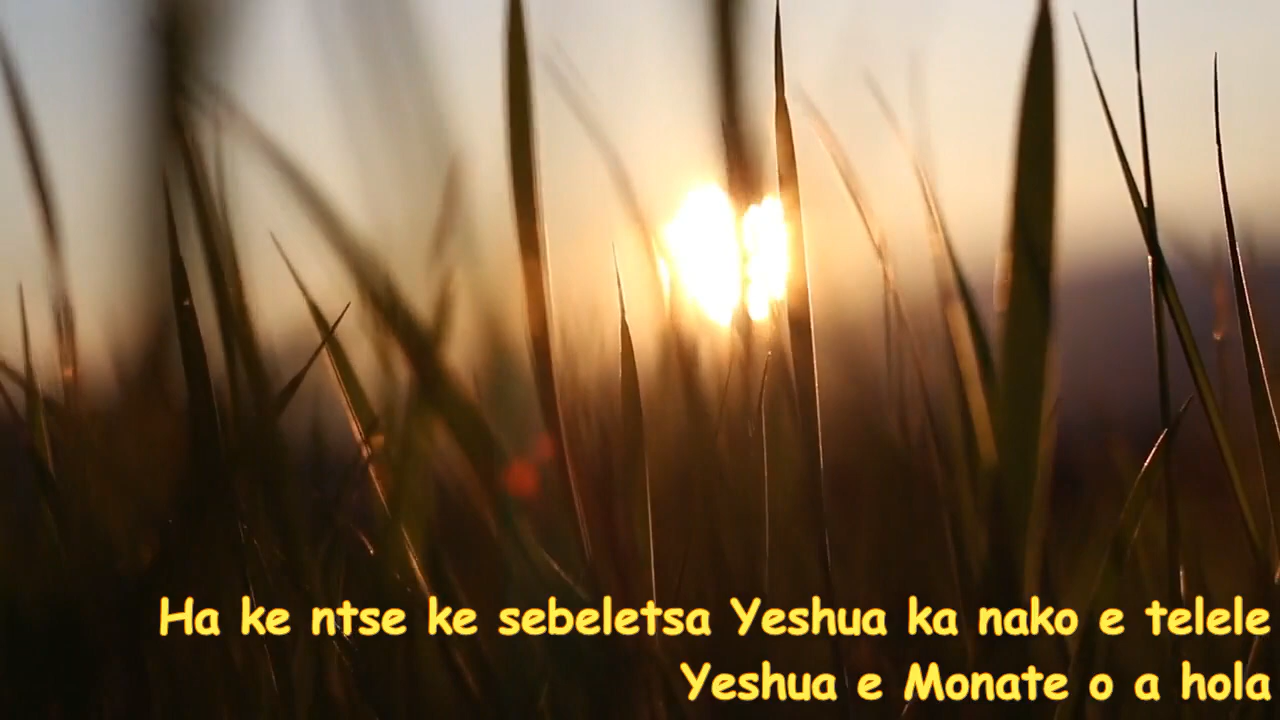 Ha ke ntse ke sebeletsa Yeshua ka nako e telele
Yeshua e Monate o a hola